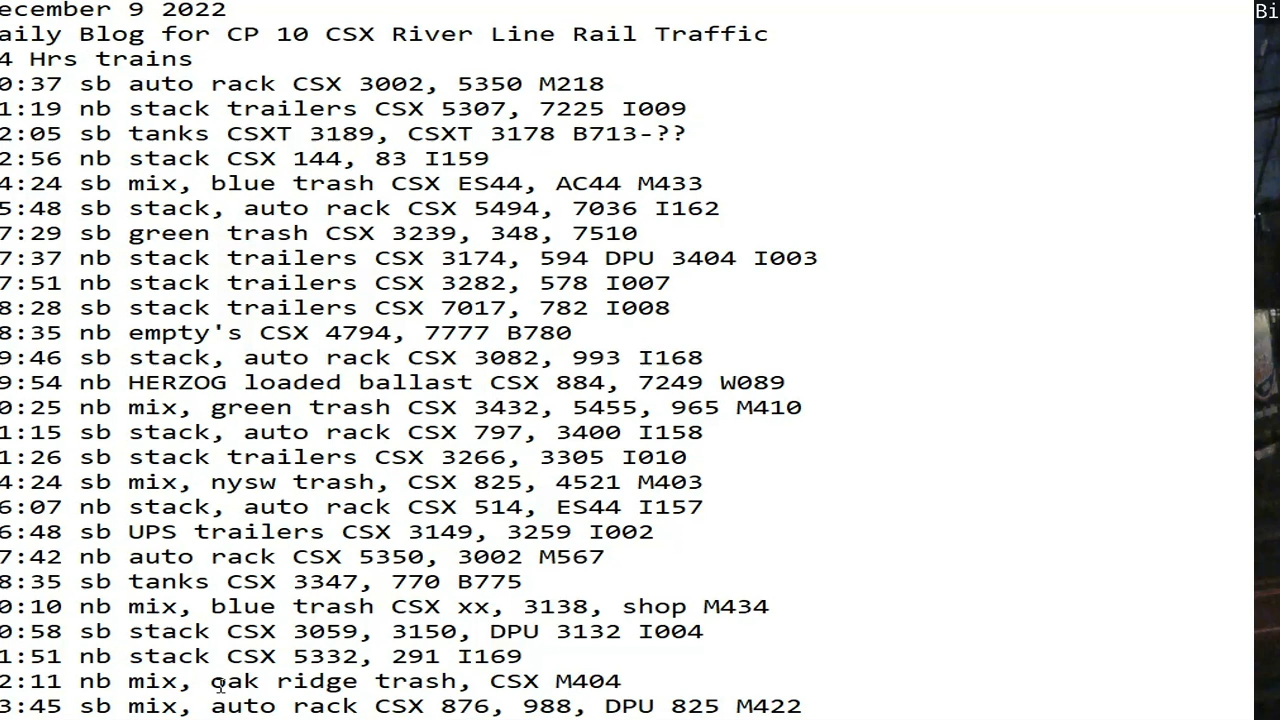 ecember 9 2022
aily Blog for CP 10 CSX River Line Rail Traffic
4 Hrs trains
0:37 sb auto rack CSX 3002, 5350 M218
1:19 nb stack trailers CSX 5307, 7225 I009
2:05 sb tanks CSXT 3189, CSXT 3178 B713-??
2:56 nb stack CSX 144, 83 I159
4:24 sb mix, blue trash CSX ES44, AC44 M433
5:48 sb stack, auto rack CSX 5494, 7036 I162
7:29 sb green trash CSX 3239, 348, 7510
7:37 nb stack trailers CSX 3174, 594 DPU 3404 I003
7:51 nb stack trailers CSX 3282, 578 I007
8:28 sb stack trailers CSX 7017, 782 I008
8:35 nb empty's CSX 4794, 7777 B780
9:46 sb stack, auto rack CSX 3082, 993 I168
9:54 nb HERZOG loaded ballast CSX 884, 7249 W089
0:25 nb mix, green trash CSX 3432, 5455, 965 M410
1:15 sb stack, auto rack CSX 797, 3400 I158
1:26 sb stack trailers CSX 3266, 3305 I010
4:24 sb mix, nysw trash, CSX 825, 4521 M403
6:07 nb stack, auto rack CSX 514, ES44 I157
6:48 sb UPS trailers CSX 3149, 3259 I002
7:42 nb auto rack CSX 5350, 3002 M567
8:35 sb tanks CSX 3347, 770 B775
0:10 nb mix, blue trash CSX xx, 3138, shop M434
0:58 sb stack CSX 3059, 3150, DPU 3132 I004
1:51 nb stack CSX 5332, 291 I169
2:11 nb mix, oak ridge trash, CSX M404
3:45 sb mix, auto rack CSX 876, 988, DPU 825 M422
Bi